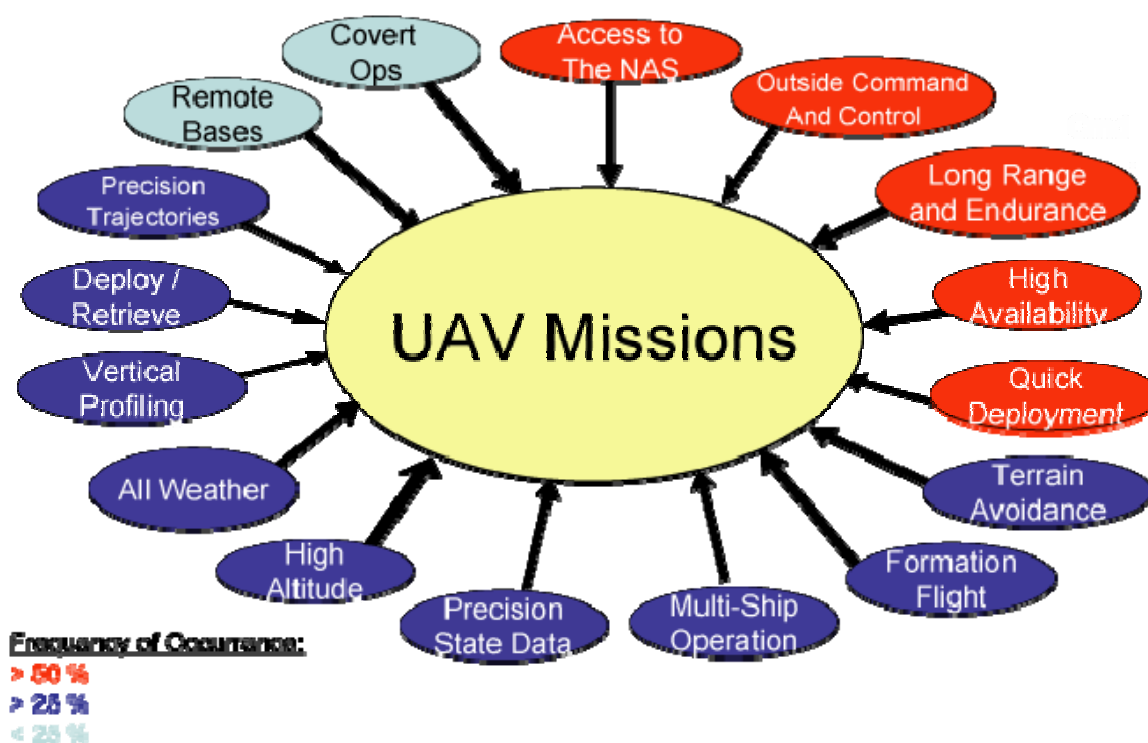 Covert
Ops
Access to
The NAS
Outside Command
And Control
Remote
Bases
Long Range
and Endurance
Precision
Trajectories
High
Availability
Deploy /
Retrieve
UAV Missions
Quick
Deployment
Vertical
Profiling
Terrain
Avoidance
All Weather
Formation
Flight
High
Altitude
Multi-Ship
Operation
Precision
State Data
Frequency of Occurrance:
> 50 %
> 25 %
< 25 %